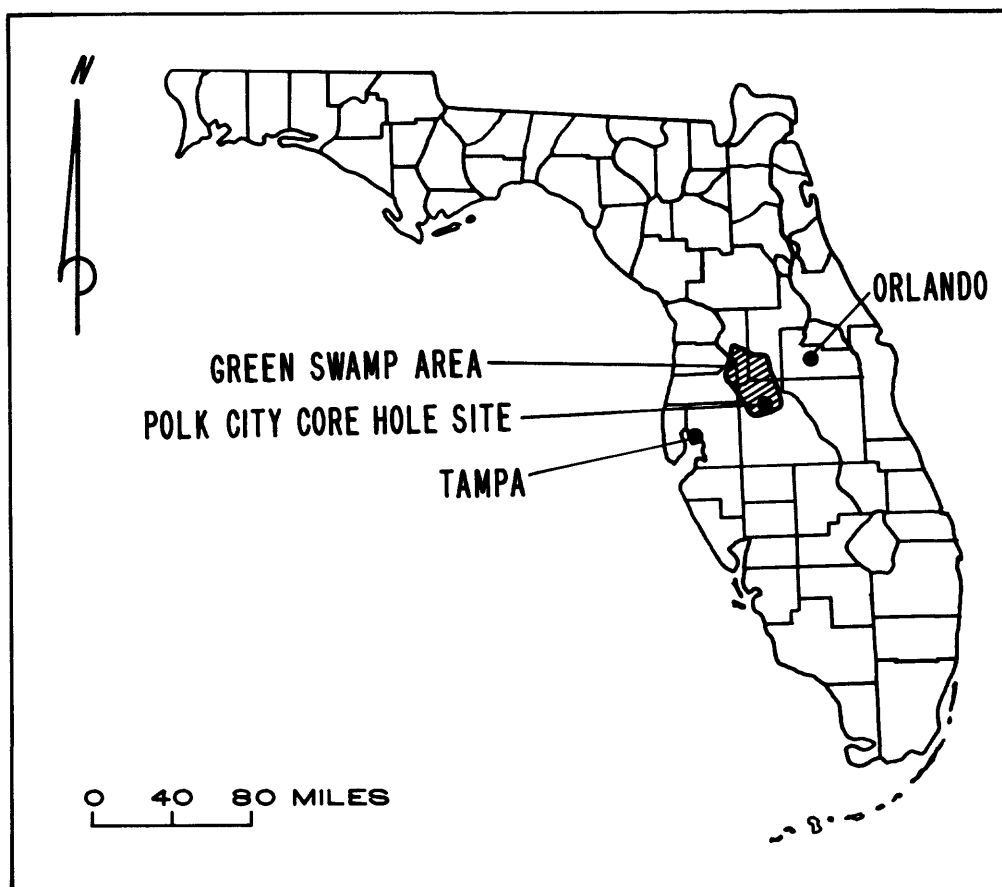 N
ORLANDO
GREEN SWAMP AREA
POLK CITY CORE HOLE SITE
TAMPA
0 40 80 MILES